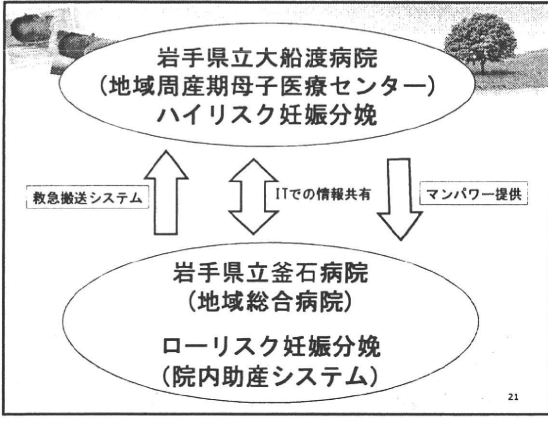 岩手県立大船渡病院
(地域周産期母子医療センター)
ハイリスク妊娠分娩
救急搬送システム
ITでの情報共有
マンパワー提供
岩手県立釜石病院
(地域総合病院)
ローリスク妊娠分娩
(院内助産システム)
21